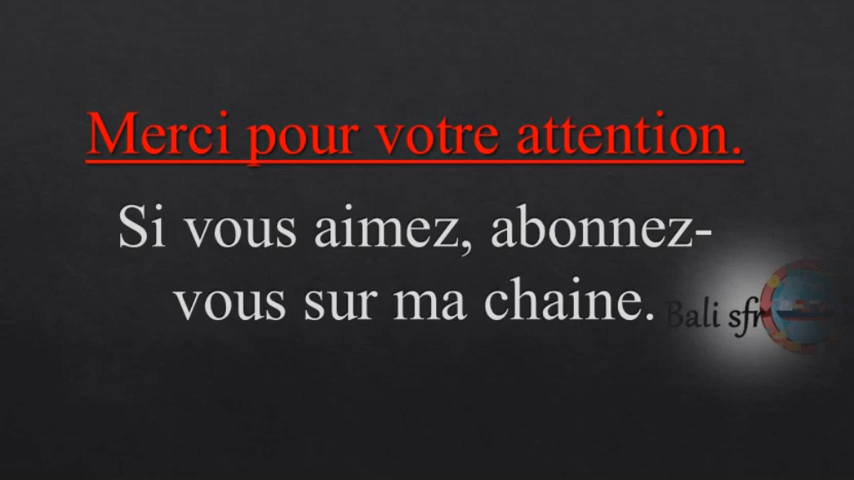 Merci pour votre attention.
Si vous aimez, abonnez-
vous sur ma chaine.
Bali sfr